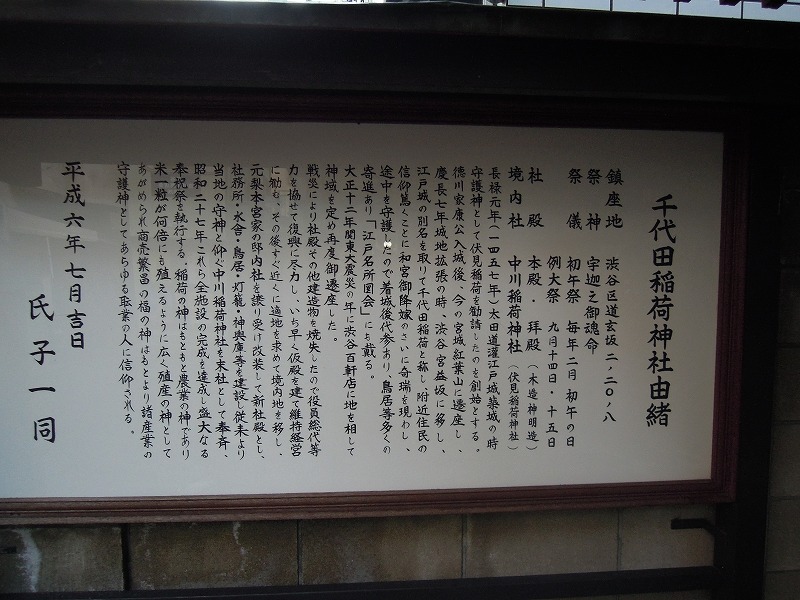 千代田稲荷神社由緒
鎮座地　渋谷区道玄坂二ノ二〇ノ八
祭神　宇迦之御魂命
祭儀　初午祭　毎年二月　初午の日
例大祭　九月十四日・十五日
社殿　本殿・拝殿（木造神明造）
境内社　中川稲荷神社（伏見稲荷神社）
長禄元年（一四五七年）太田道灌江戸城築城の時
守護神として伏見稲荷を勧請したのを創始とする。
徳川家康公入城後、今の宮城紅葉山に遷座し、
慶長七年城地拡張の時、渋谷宮益坂に移し、
江戸城の別名を取りて千代田稲荷と称し、附近住民の
信仰篤くことに和宮御降嫁のさいに奇瑞を現わし、
途中を守護したので着城後代参あり、鳥居等多くの
寄進あり「江戸名所図会」にも戴る。
大正十二年関東大震災の年に渋谷百軒店に地を相して
神域を定め再度御遷座した。
戦災により社殿その他建造物を焼失したので役員総代等
力を協せて復興に尽力し、いち早く仮殿を建て維持経営
に勤む、その後すぐ近くに適地を求めて境内地を移し、
元梨本宮家の邸内社を譲り受け改装して新社殿とし、
社務所・水舎・鳥居・灯籠・神輿庫等を建設し従来より
当地の守神と仰ぐ中川稲荷神社を末社として奉斉、
昭和二十七年これら全施設の完成を達成し盛大なる
奉祝祭を執行する。稲荷の神はもともと農業の神であり
米一粒が何倍にも殖えるように広く殖産の神として
あがめられ商売繁昌の福の神はもとより諸産業の
守護神としてあらゆる職業の人に信仰される。
平成六年七月吉日
氏子一同